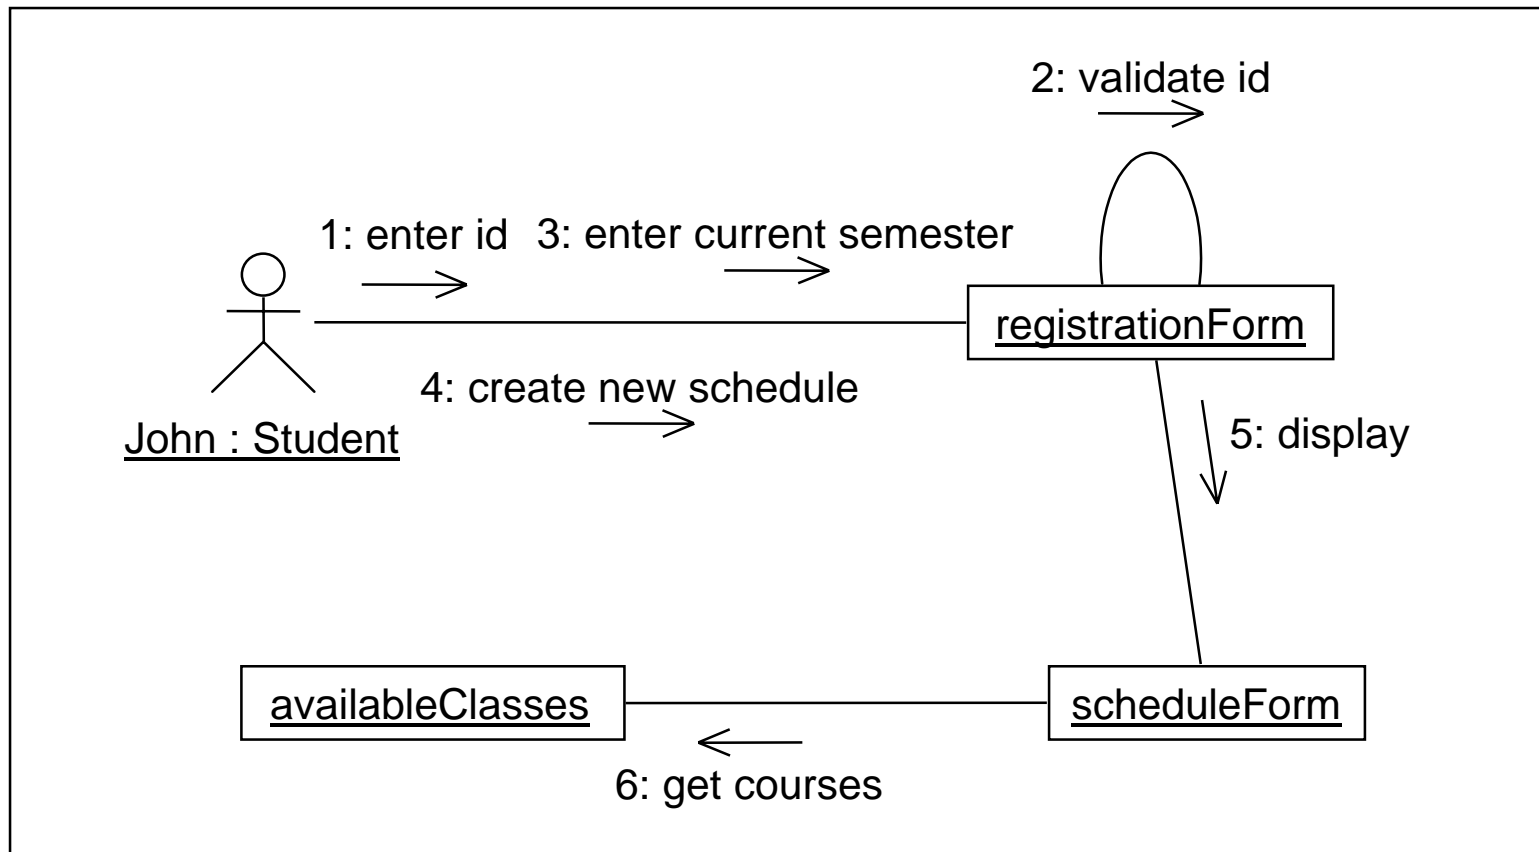 2: validate id
1: enter id
3: enter current semester
registrationForm
4: create new schedule
John : Student
5: display
availableClasses
scheduleForm
6: get courses